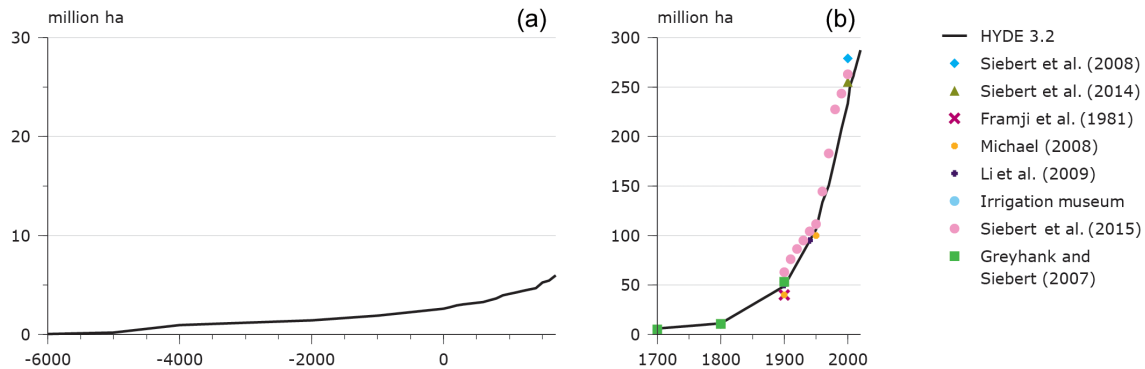 million ha
(a)
30
20
10
0
-6000
-4000
-2000
0
million ha
(b)
300
250
200
150
100
50
0
1700
1800
1900
2000
HYDE 3.2
Siebert et al. (2008)
Siebert et al. (2014)
Framji et al. (1981)
Michael (2008)
Li et al. (2009)
Irrigation museum
Siebert et al. (2015)
Greyhank and
Siebert (2007)